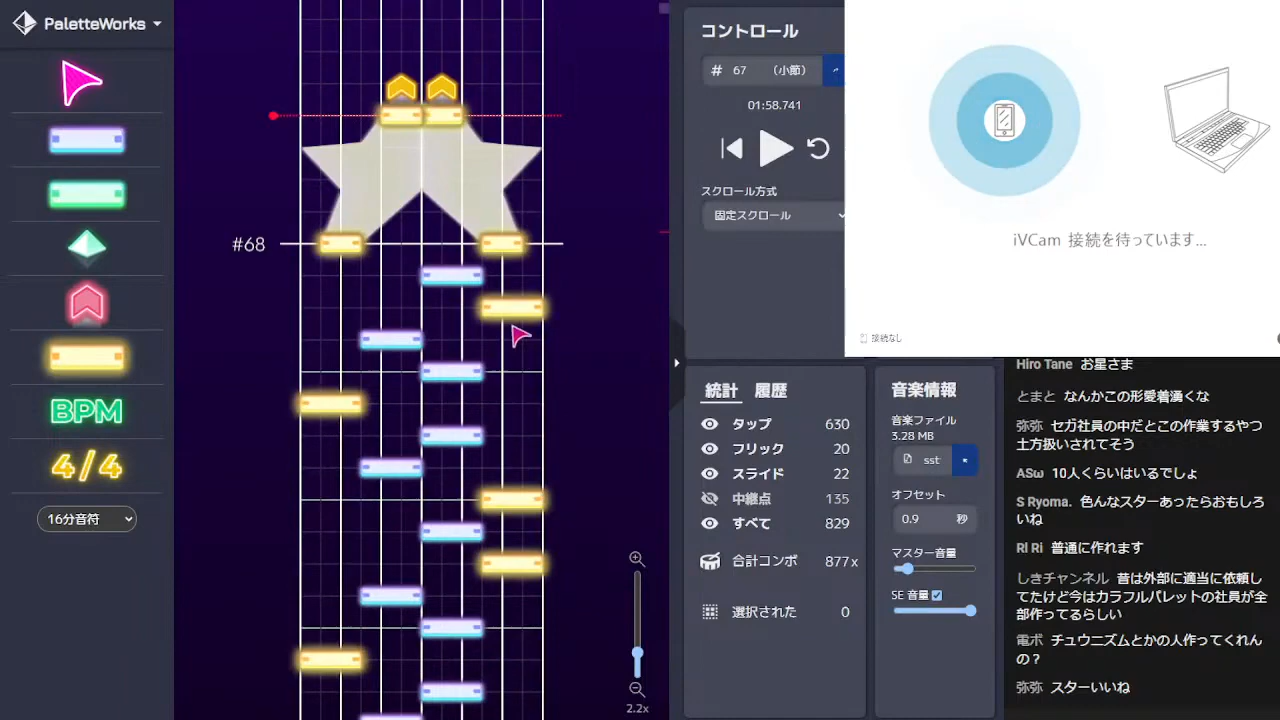 PaletteWorks
BPM
4/4
16分音符
#68
2.2x
コントロール
# 67 （小節）
01:58.741
スクロール方式
固定スクロール
iVCam 接続を待っています...
接続なし
統計 履歴
タップ 630
フリック 20
スライド 22
中継点 135
すべて 829
合計コンボ 877x
選択された 0
音楽情報
音楽ファイル
3.28 MB
sst
オフセット
0.9 秒
マスター音量
SE 音量
Hiro Tane お星さま
とまと なんかこの形愛着湧くな
弥弥 セガ社員の中だとこの作業するやつ
土方扱いされてそう
ASω 10人くらいはいるでしょ
S Ryoma. 色んなスターあったらおもしろ
いね
RI Ri 普通に作れます
しきチャンネル 昔は外部に適当に依頼し
てたけど今はカラフルパレットの社員が全
部作ってるらしい
電ボ チュウニズムとかの人作ってくれん
の？
弥弥 スターいいね